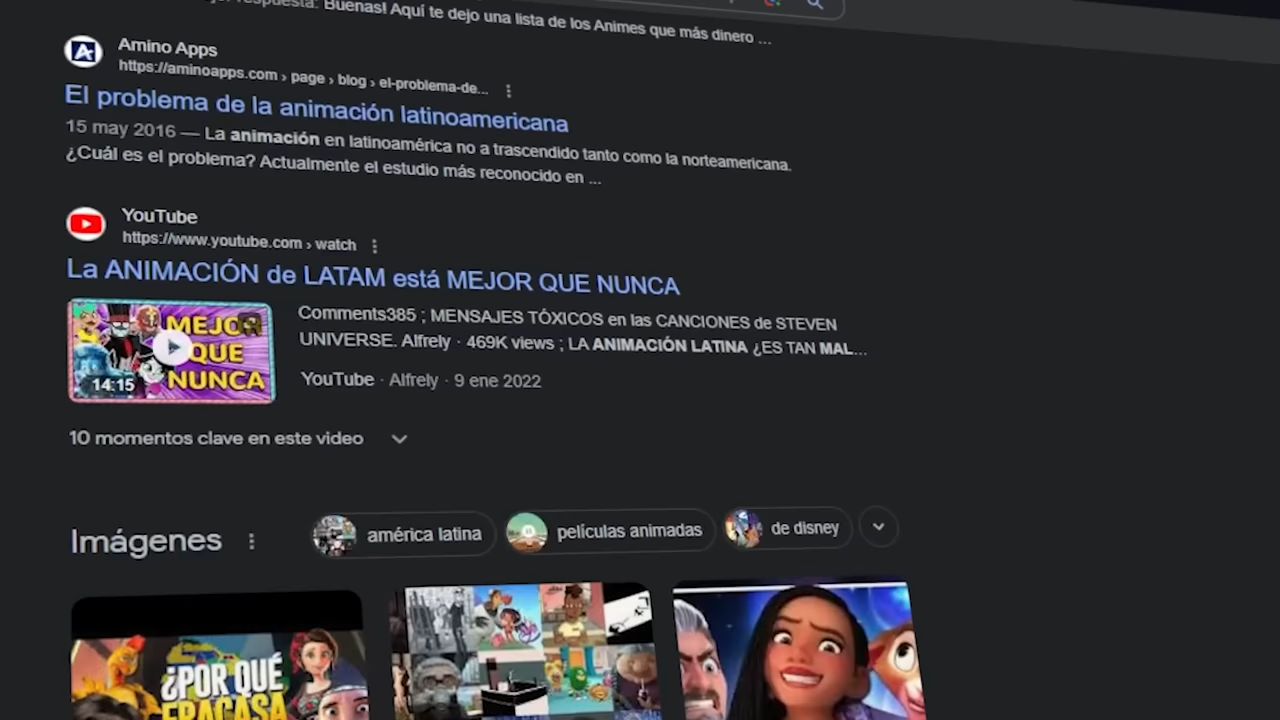 respuesta: Buenas! Aquí te dejo una lista de los Animes que más dinero ...
Amino Apps
https://aminoapps.com › page › blog › el-problema-de...
El problema de la animación latinoamericana
15 may 2016 — La animación en latinoamérica no a trascendido tanto como la norteamericana.
¿Cuál es el problema? Actualmente el estudio más reconocido en ...
YouTube
https://www.youtube.com › watch
La ANIMACIÓN de LATAM está MEJOR QUE NUNCA
MEJOR
QUE
NUNCA
14:15
Comments385 ; MENSAJES TÓXICOS en las CANCIONES de STEVEN
UNIVERSE. Alfrely · 469K views ; LA ANIMACIÓN LATINA ¿ES TAN MAL...
YouTube · Alfrely · 9 ene 2022
10 momentos clave en este video
Imágenes
américa latina
películas animadas
de disney
¿POR QUÉ
FRACASA